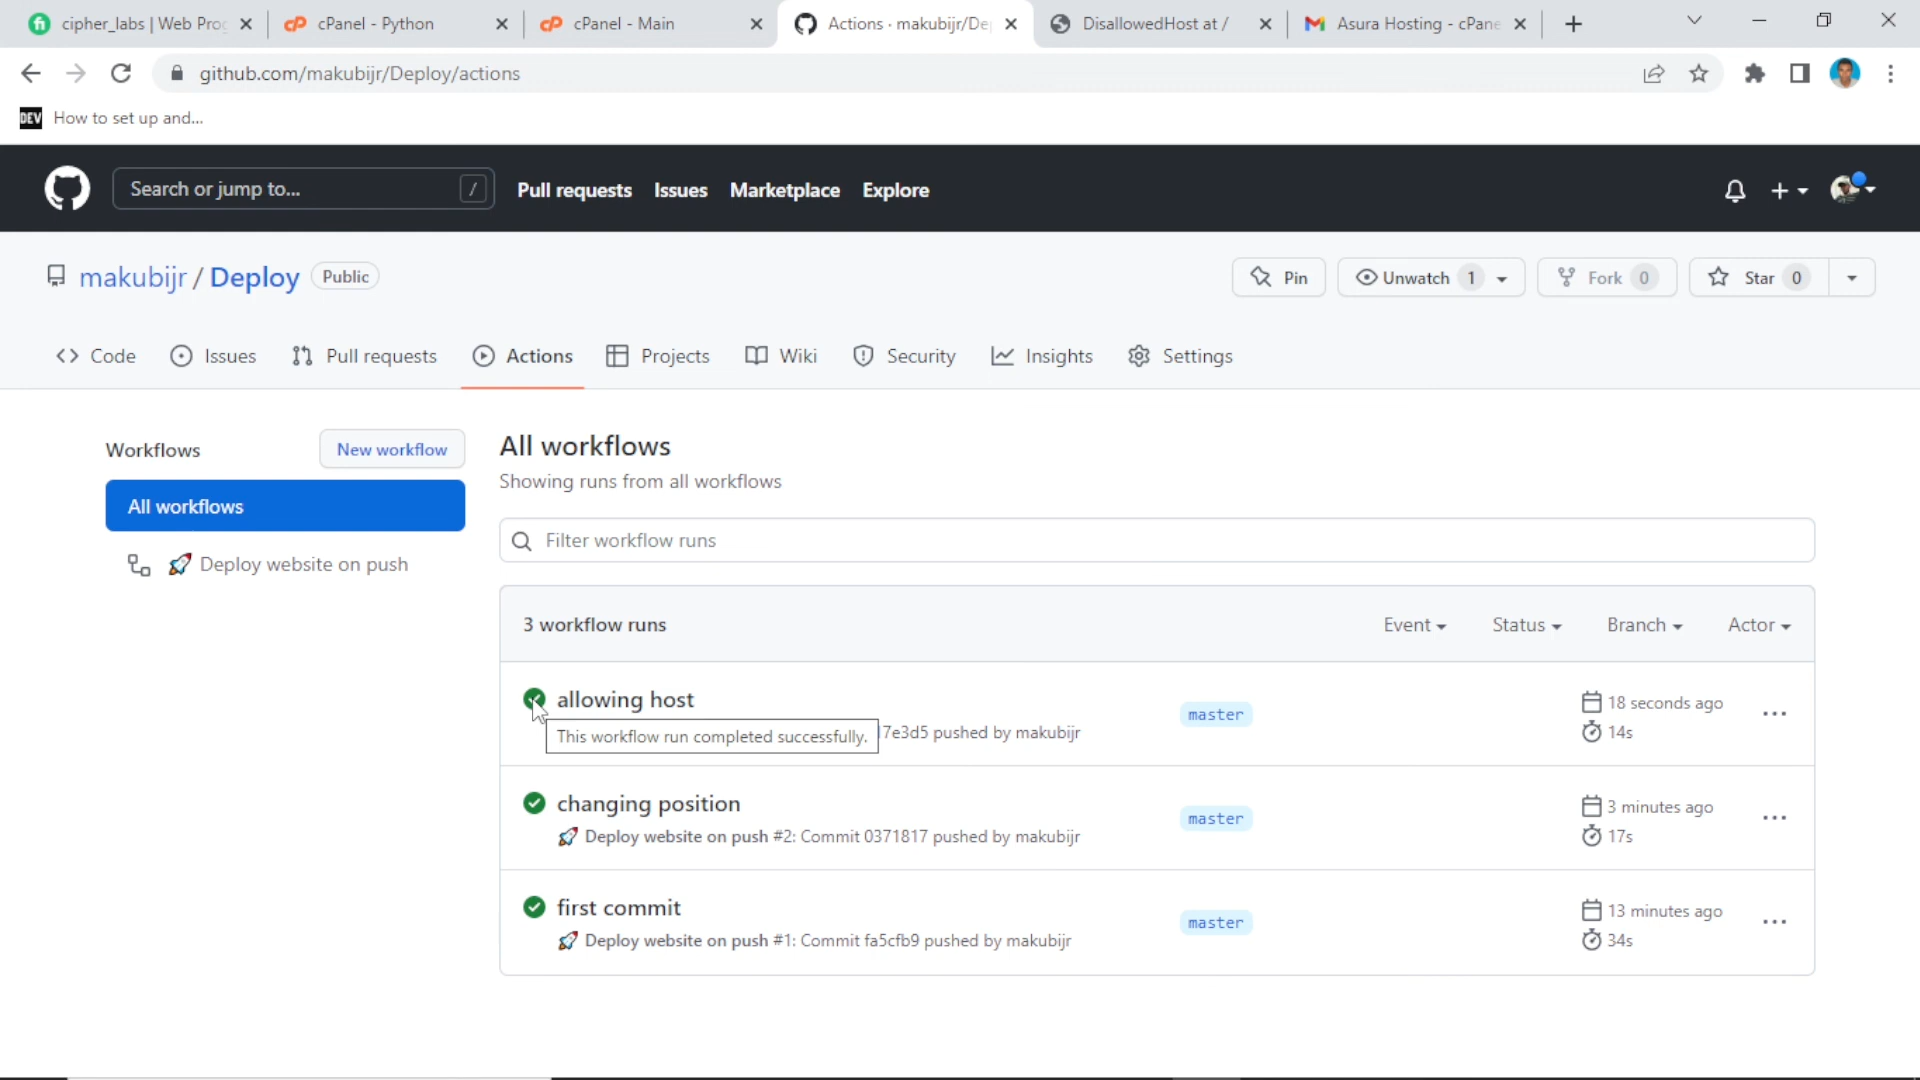 cipher_labs | Web Pro
cPanel - Python
cPanel - Main
Actions · makubijr/De
DisallowedHost at /
Asura Hosting - cPane
github.com/makubijr/Deploy/actions
DEV How to set up and...
Search or jump to... /
Pull requests
Issues
Marketplace
Explore
makubijr / Deploy Public
Pin
Unwatch 1
Fork 0
Star 0
Code
Issues
Pull requests
Actions
Projects
Wiki
Security
Insights
Settings
Workflows
New workflow
All workflows
Deploy website on push
All workflows
Showing runs from all workflows
Filter workflow runs
3 workflow runs
Event
Status
Branch
Actor
allowing host
This workflow run completed successfully.
7e3d5 pushed by makubijr
master
18 seconds ago
14s
changing position
Deploy website on push #2: Commit 0371817 pushed by makubijr
master
3 minutes ago
17s
first commit
Deploy website on push #1: Commit fa5cfb9 pushed by makubijr
master
13 minutes ago
34s